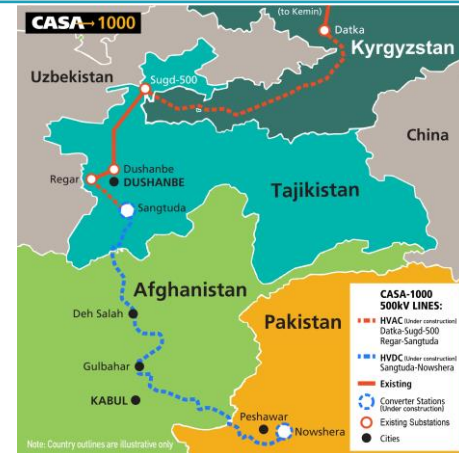 CASA 1000
(to Kemin)
Datka
Kyrgyzstan
Uzbekistan
Sugd-500
China
Dushanbe
DUSHANBE
Regar
Tajikistan
Sangtuda
Afghanistan
Deh Salah
Pakistan
Gulbahar
KABUL
Peshawar
Nowshera
CASA-1000
500kV LINES:
HVAC (Under construction)
Datka-Sugd-500
Regar-Sangtuda
HVDC (Under construction)
Sangtuda-Nowshera
Existing
Converter Stations
(Under construction)
Existing Substations
Cities
Note: Country outlines are illustrative only